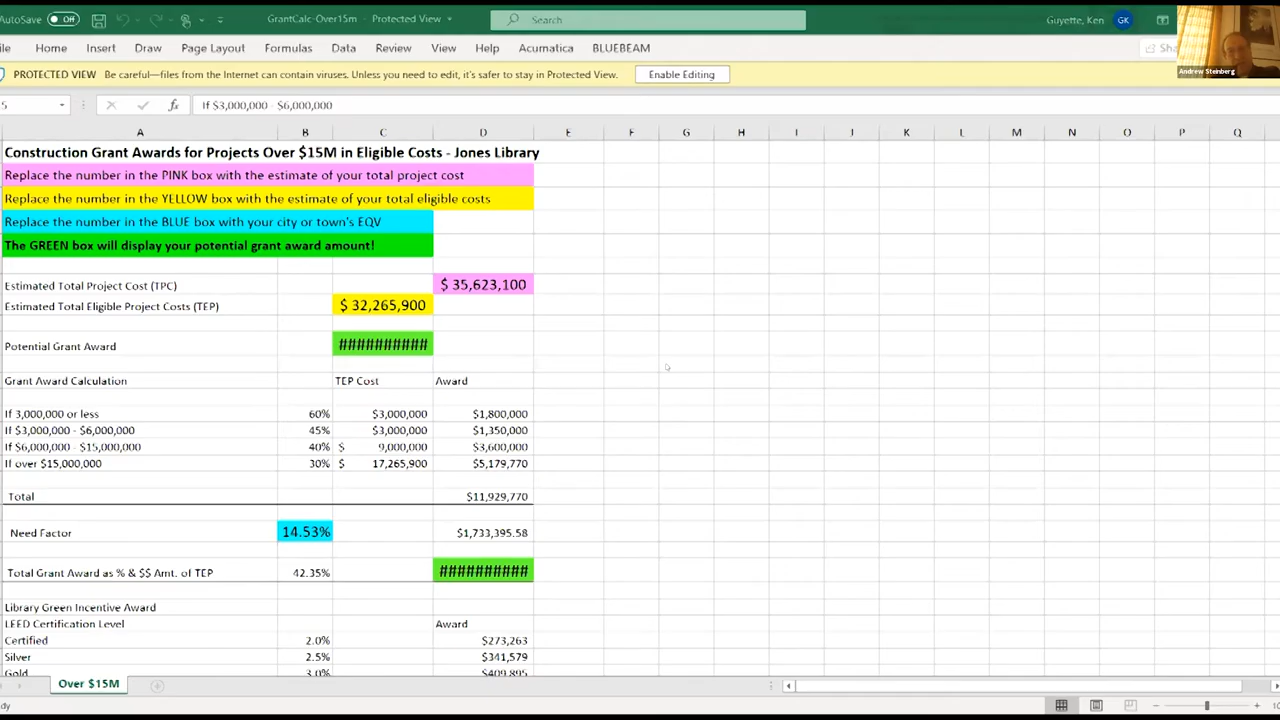 AutoSave Off GrantCalc-Over15m - Protected View Search Guyette, Ken GK
Home Insert Draw Page Layout Formulas Data Review View Help Acumatica BLUEBEAM
Andrew Steinberg
PROTECTED VIEW Be careful—files from the Internet can contain viruses. Unless you need to edit, it's safer to stay in Protected View. Enable Editing
5 fx If $3,000,000 - $6,000,000
A B C D E F G H I J K L M N O P Q
Construction Grant Awards for Projects Over $15M in Eligible Costs - Jones Library
Replace the number in the PINK box with the estimate of your total project cost
Replace the number in the YELLOW box with the estimate of your total eligible costs
Replace the number in the BLUE box with your city or town's EQV
The GREEN box will display your potential grant award amount!
Estimated Total Project Cost (TPC) $ 35,623,100
Estimated Total Eligible Project Costs (TEP) $ 32,265,900
Potential Grant Award ##########
Grant Award Calculation TEP Cost Award
If 3,000,000 or less 60% $3,000,000 $1,800,000
If $3,000,000 - $6,000,000 45% $3,000,000 $1,350,000
If $6,000,000 - $15,000,000 40% $ 9,000,000 $3,600,000
If over $15,000,000 30% $ 17,265,900 $5,179,770
Total $11,929,770
Need Factor 14.53% $1,733,395.58
Total Grant Award as % & $$ Amt. of TEP 42.35% ##########
Library Green Incentive Award
LEED Certification Level Award
Certified 2.0% $273,263
Silver 2.5% $341,579
Gold 3.0% $409,895
Over $15M